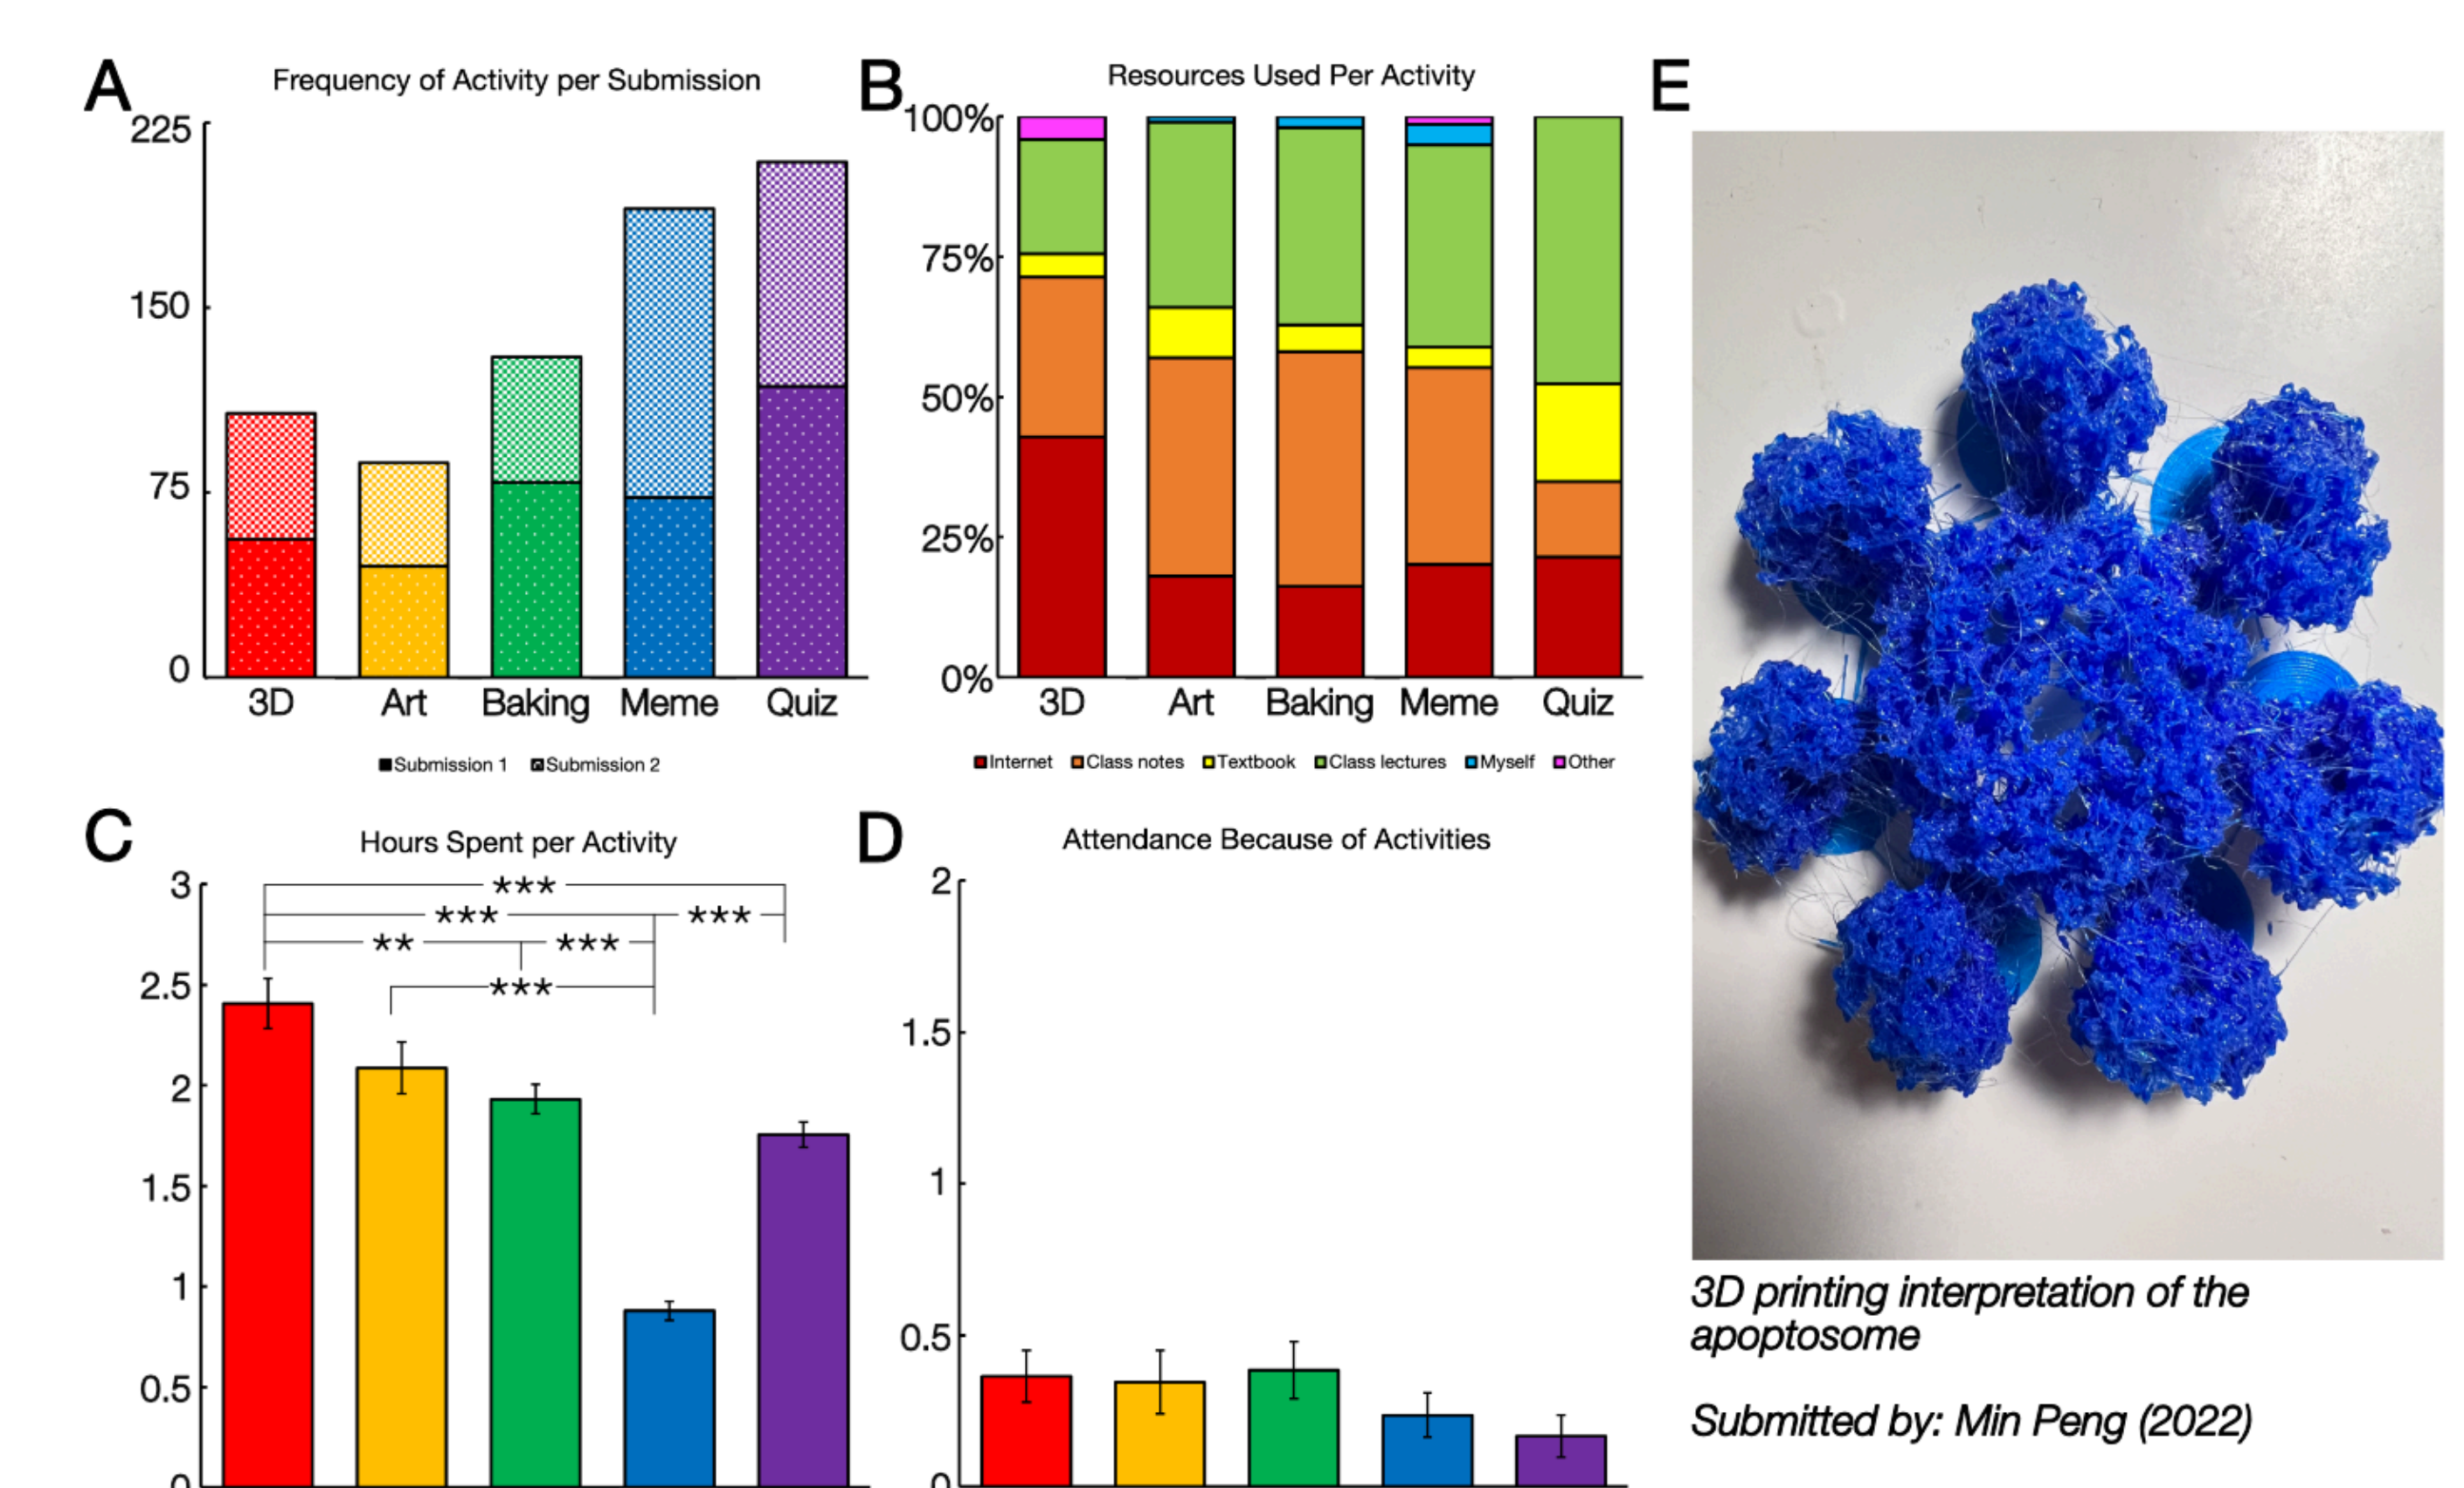 A
Frequency of Activity per Submission
225
150
75
0
3D Art Baking Meme Quiz
Submission 1 Submission 2
B
Resources Used Per Activity
100%
75%
50%
25%
0%
3D Art Baking Meme Quiz
Internet Class notes Textbook Class lectures Myself Other
C
Hours Spent per Activity
3
2.5
2
1.5
1
0.5
0
***
*** ***
** ***
***
D
Attendance Because of Activities
2
1.5
1
0.5
0
E
3D printing interpretation of the
apoptosome
Submitted by: Min Peng (2022)